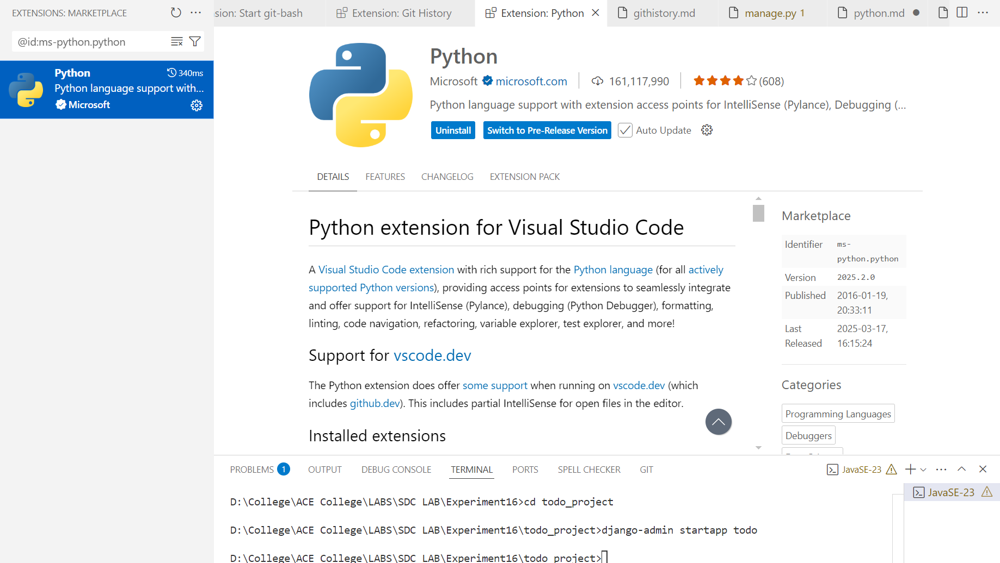 EXTENSIONS: MARKETPLACE
@id:ms-python.python
Python 340ms
Python language support with...
Microsoft
sion: Start git-bash
Extension: Git History
Extension: Python
githistory.md
manage.py 1
python.md
Python
Microsoft microsoft.com 161,117,990 (608)
Python language support with extension access points for IntelliSense (Pylance), Debugging (...
Uninstall Switch to Pre-Release Version Auto Update
DETAILS FEATURES CHANGELOG EXTENSION PACK
Python extension for Visual Studio Code
A Visual Studio Code extension with rich support for the Python language (for all actively
supported Python versions), providing access points for extensions to seamlessly integrate
and offer support for IntelliSense (Pylance), debugging (Python Debugger), formatting,
linting, code navigation, refactoring, variable explorer, test explorer, and more!
Support for vscode.dev
The Python extension does offer some support when running on vscode.dev (which
includes github.dev). This includes partial IntelliSense for open files in the editor.
Installed extensions
Marketplace
Identifier ms-
python.python
Version 2025.2.0
Published 2016-01-19,
20:33:11
Last 2025-03-17,
Released 16:15:24
Categories
Programming Languages
Debuggers
PROBLEMS 1 OUTPUT DEBUG CONSOLE TERMINAL PORTS SPELL CHECKER GIT
JavaSE-23
JavaSE-23
D:\College\ACE College\LABS\SDC LAB\Experiment16>cd todo_project
D:\College\ACE College\LABS\SDC LAB\Experiment16\todo_project>django-admin startapp todo
D:\College\ACE College\LABS\SDC LAB\Experiment16\todo_project>